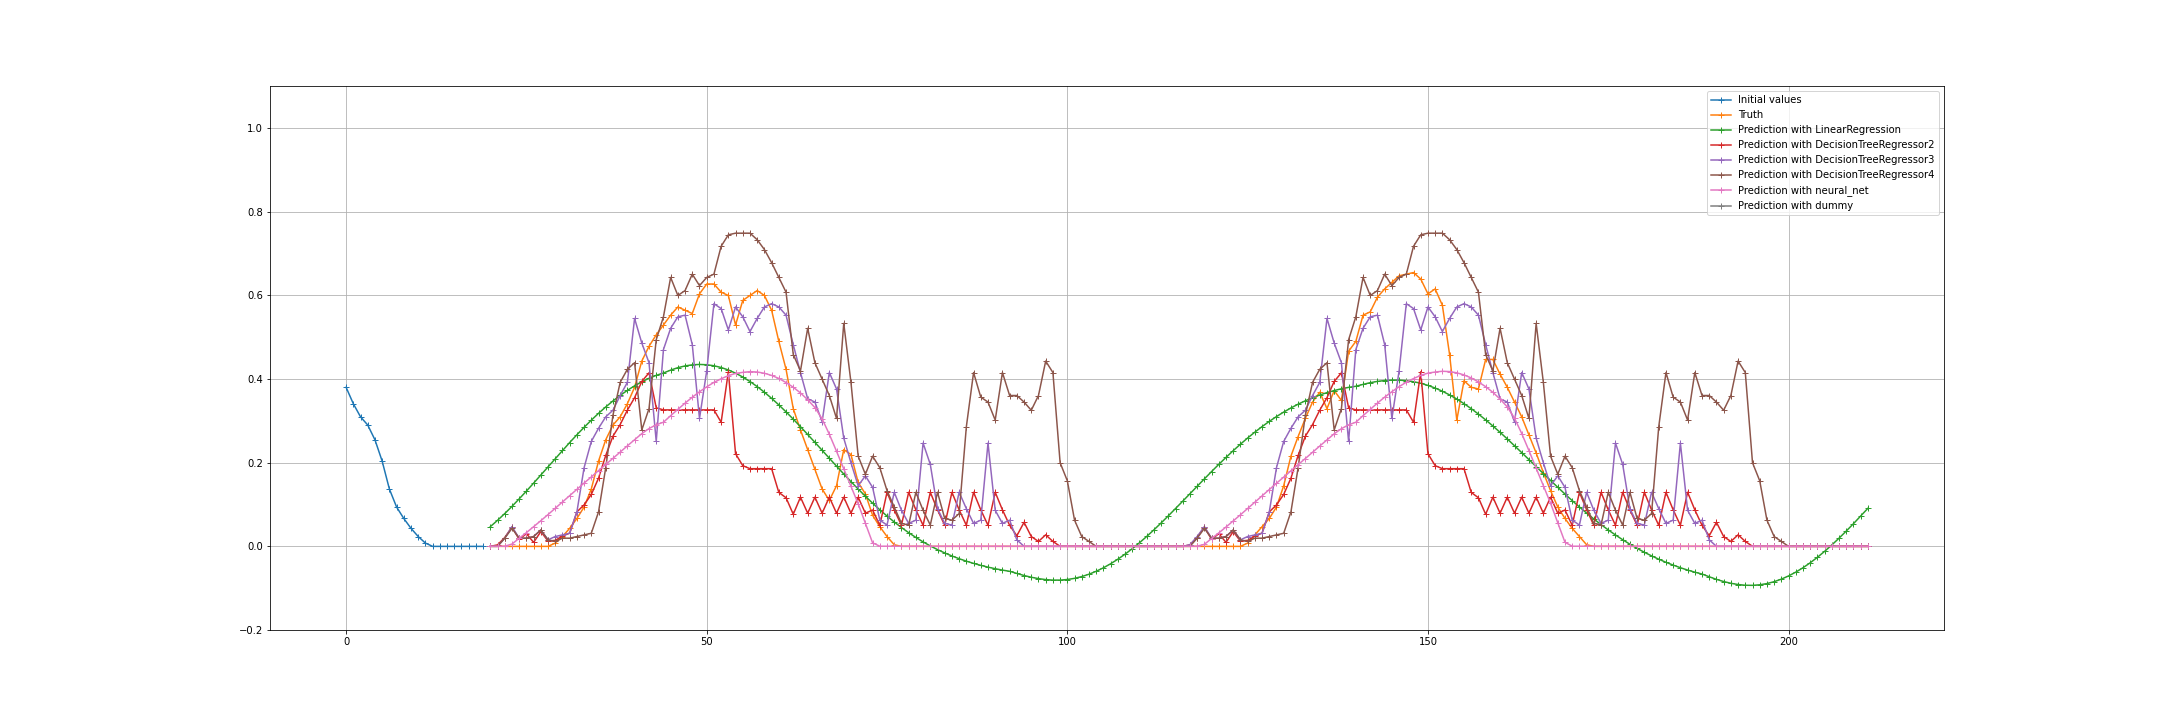 1.0
0.8
0.6
0.4
0.2
0.0
−0.2
0
50
100
150
200
Initial values
Truth
Prediction with LinearRegression
Prediction with DecisionTreeRegressor2
Prediction with DecisionTreeRegressor3
Prediction with DecisionTreeRegressor4
Prediction with neural_net
Prediction with dummy